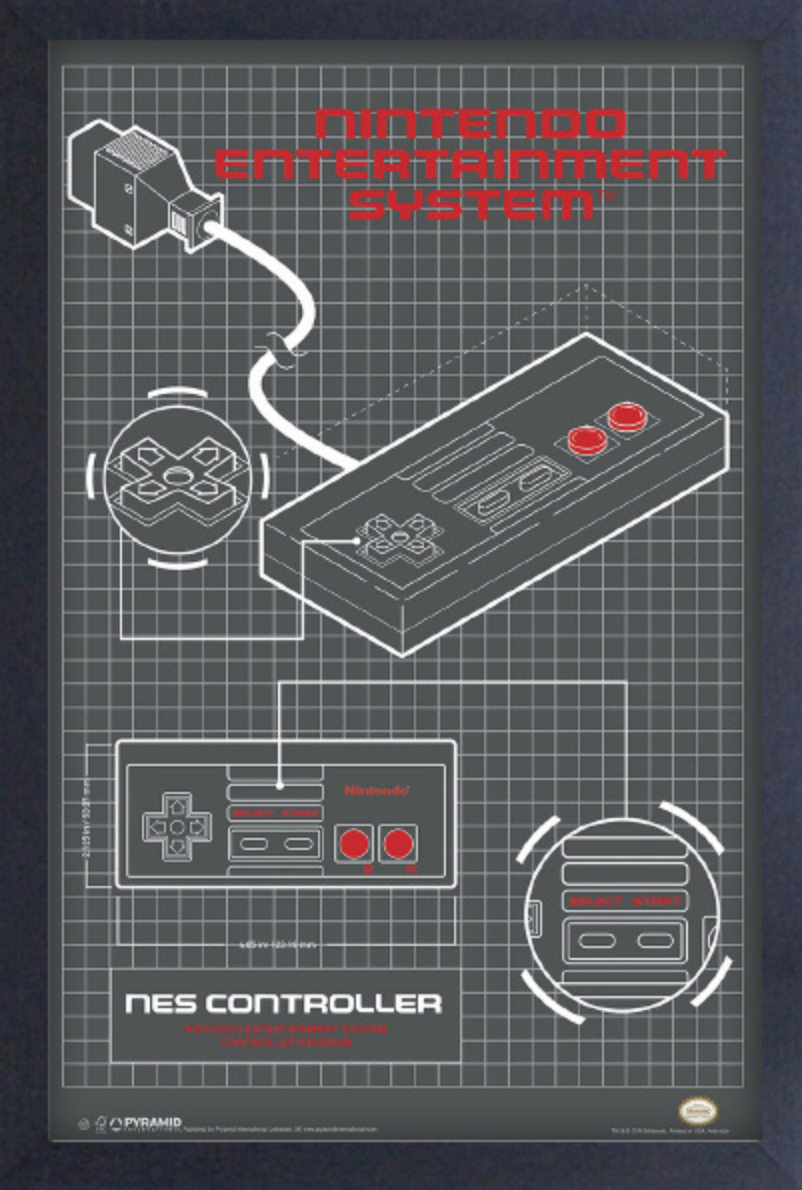 NINTENDO
ENTERTAINMENT
SYSTEM™
Nintendo
SELECT START
B A
SELECT START
NES CONTROLLER
NINTENDO ENTERTAINMENT SYSTEM
CONTROLLER DIAGRAM
PYRAMID